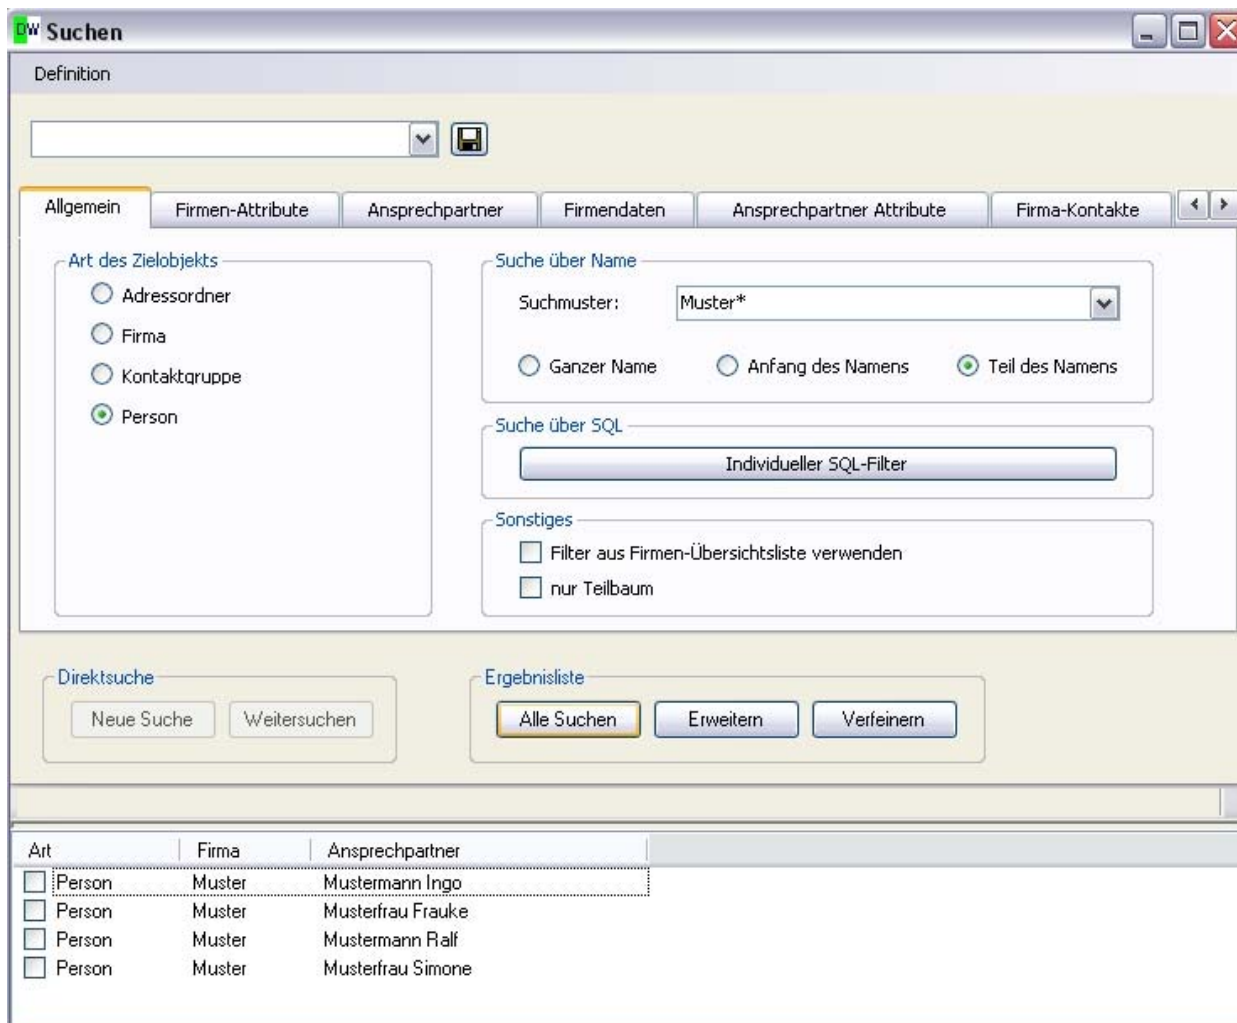 DW Suchen
Definition
Allgemein Firmen-Attribute Ansprechpartner Firmendaten Ansprechpartner Attribute Firma-Kontakte
Art des Zielobjekts
Adressordner
Firma
Kontaktgruppe
Person
Suche über Name
Suchmuster: Muster*
Ganzer Name Anfang des Namens Teil des Namens
Suche über SQL
Individueller SQL-Filter
Sonstiges
Filter aus Firmen-Übersichtsliste verwenden
nur Teilbaum
Direktsuche
Neue Suche Weitersuchen
Ergebnisliste
Alle Suchen Erweitern Verfeinern
Art Firma Ansprechpartner
Person Muster Mustermann Ingo
Person Muster Musterfrau Frauke
Person Muster Mustermann Ralf
Person Muster Musterfrau Simone